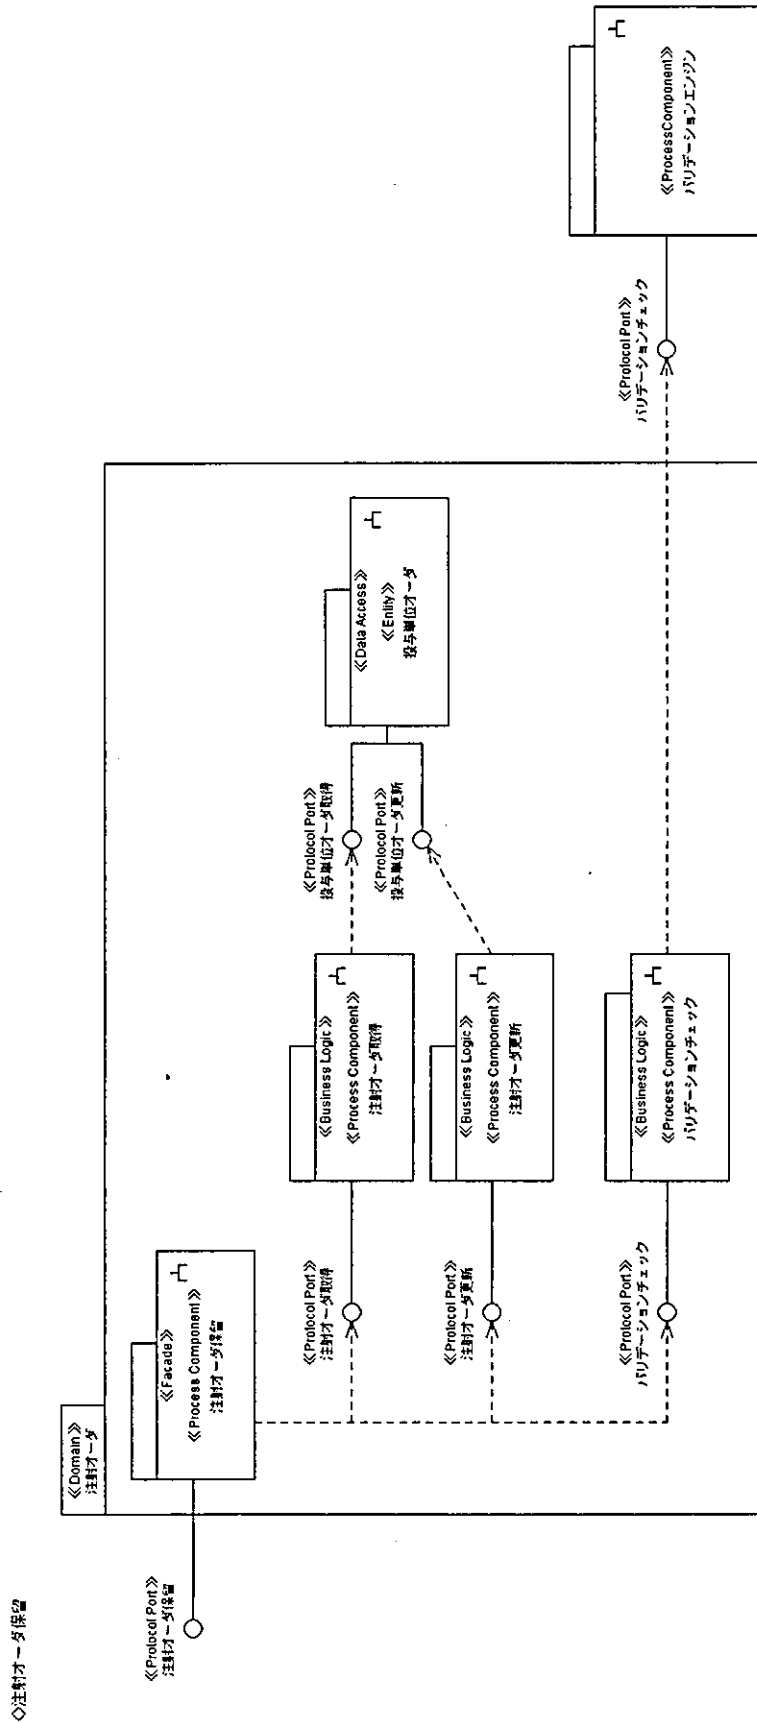 ◇注射オーダ保留
≪Protocol Port≫
注射オーダ保留
≪Domain≫
注射オーダ
≪Facade≫
≪Process Component≫
注射オーダ保留
≪Protocol Port≫
注射オーダ取得
≪Business Logic≫
≪Process Component≫
注射オーダ取得
≪Protocol Port≫
投与単位オーダ取得
≪Protocol Port≫
投与単位オーダ更新
≪Data Access≫
≪Entity≫
投与単位オーダ
≪Protocol Port≫
注射オーダ更新
≪Business Logic≫
≪Process Component≫
注射オーダ更新
≪Protocol Port≫
バリデーションチェック
≪Business Logic≫
≪Process Component≫
バリデーションチェック
≪Protocol Port≫
バリデーションチェック
≪ProcessComponent≫
バリデーションエンジン